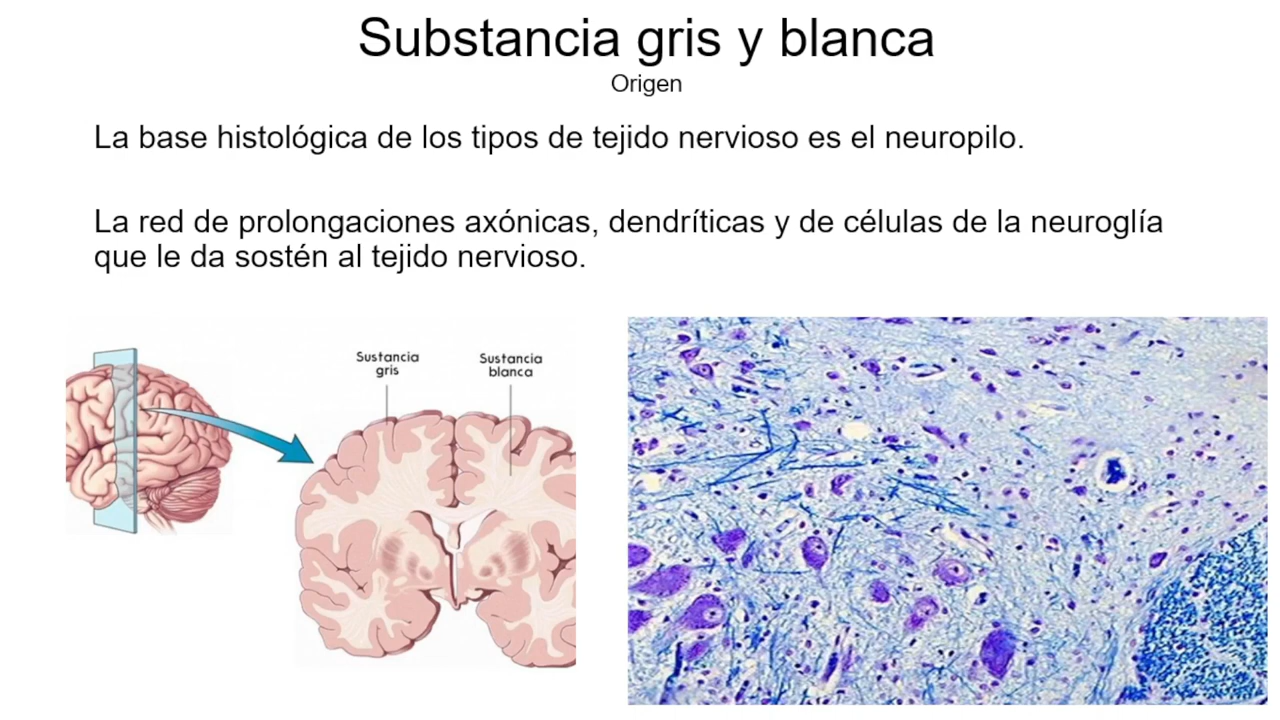 Substancia gris y blanca
Origen
La base histológica de los tipos de tejido nervioso es el neuropilo.
La red de prolongaciones axónicas, dendríticas y de células de la neuroglía
que le da sostén al tejido nervioso.
Sustancia
gris
Sustancia
blanca